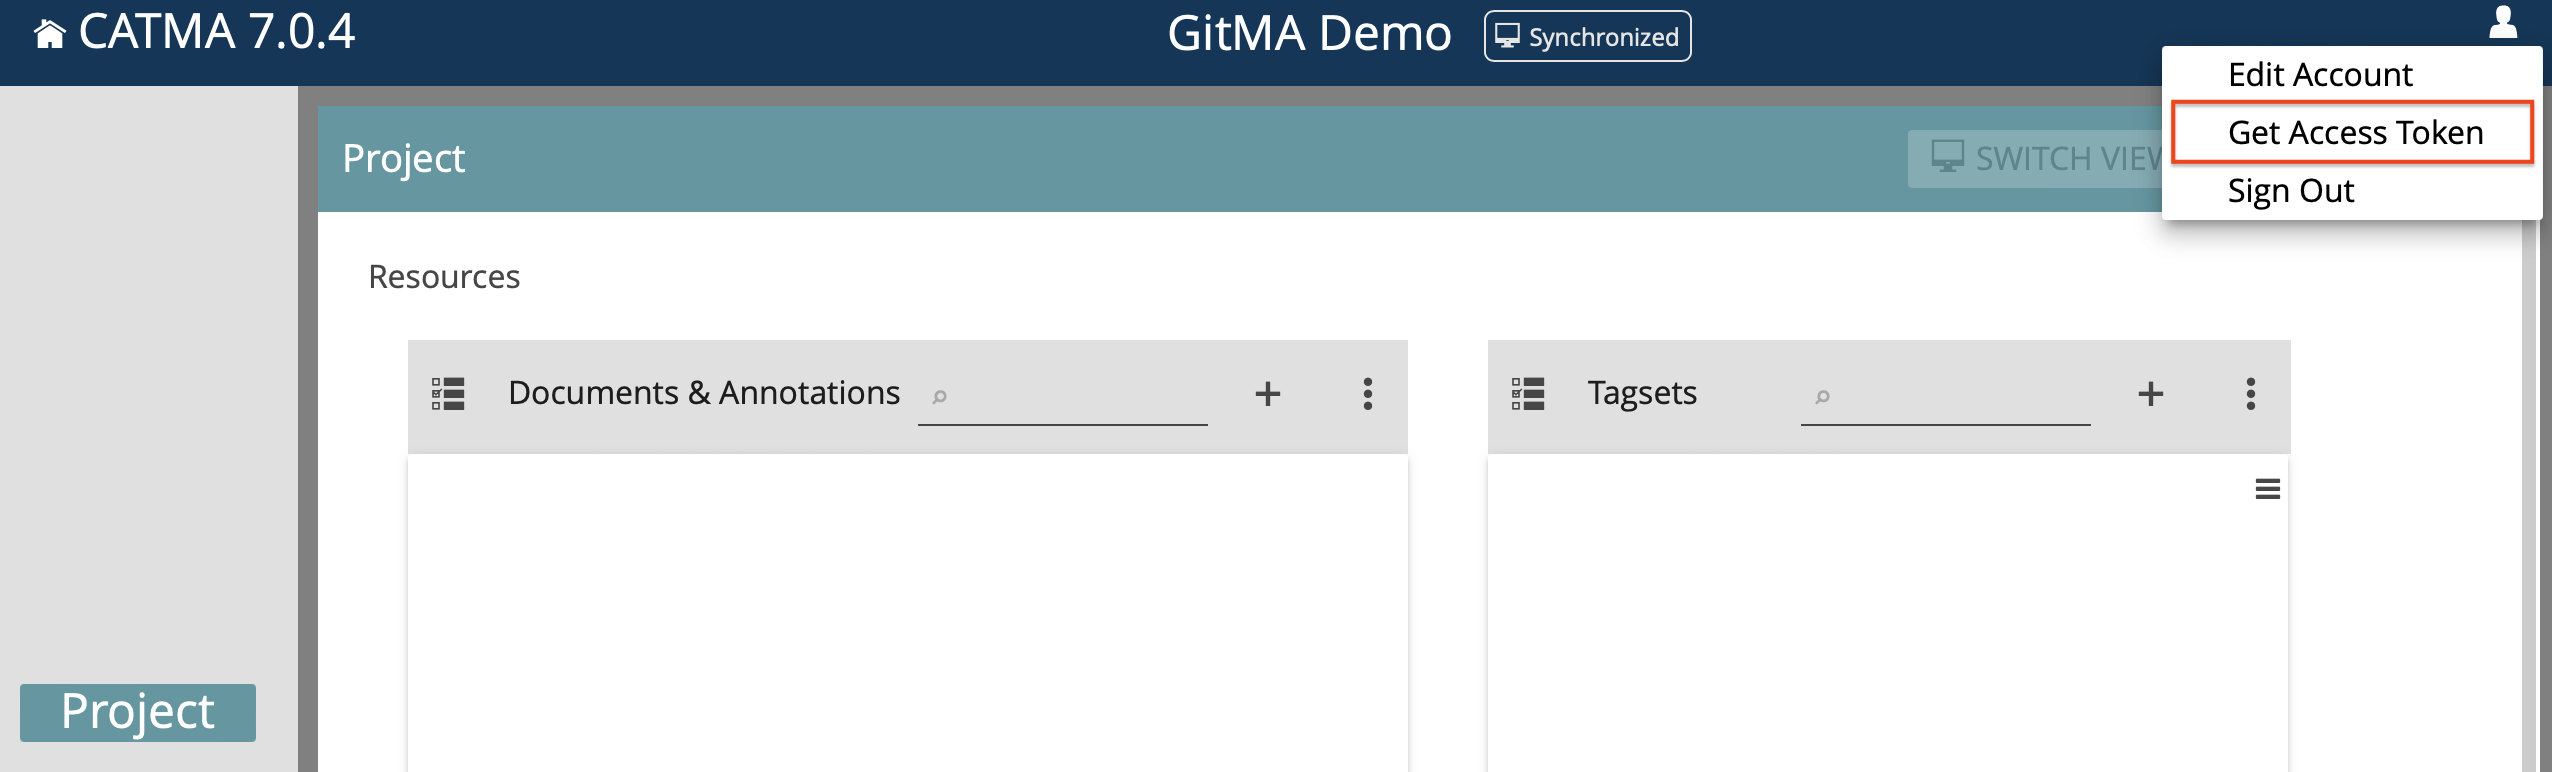 CATMA 7.0.4
GitMA Demo
Synchronized
Edit Account
Get Access Token
Sign Out
Project
SWITCH VIEW
Resources
Documents & Annotations
Tagsets
Project